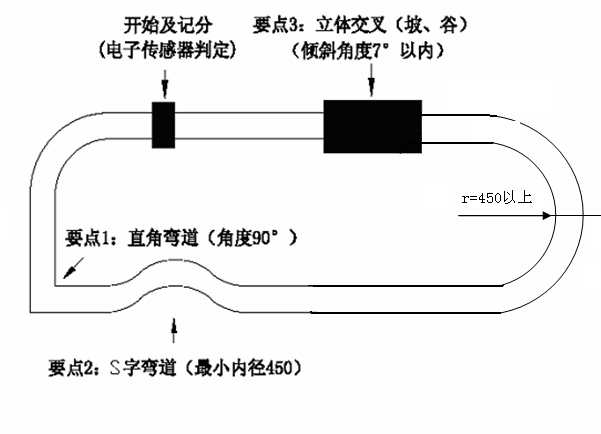 开始及记分
(电子传感器判定)
要点3：立体交叉（坡、谷）
（倾斜角度7°以内）
r=450以上
要点1：直角弯道（角度90°）
要点2：S字弯道（最小内径450）